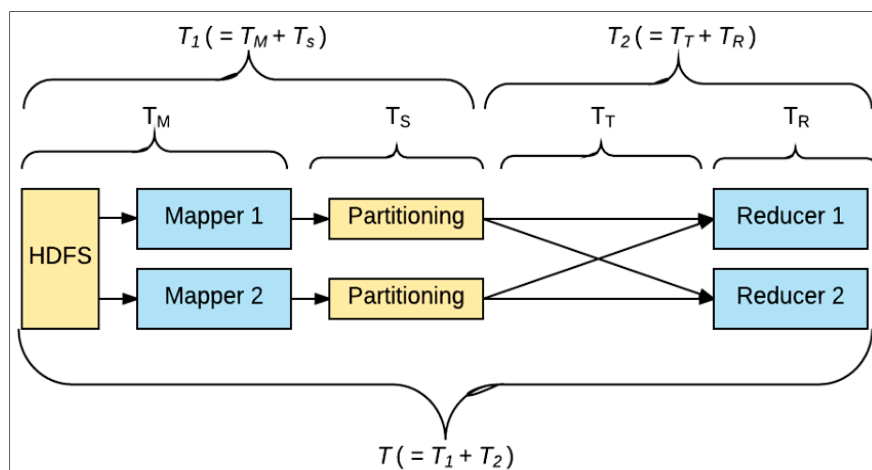 T1 (= TM + Ts) T2 (= TT + TR)
TM TS TT TR
HDFS
Mapper 1 Partitioning Reducer 1
Mapper 2 Partitioning Reducer 2
T (= T1 + T2)